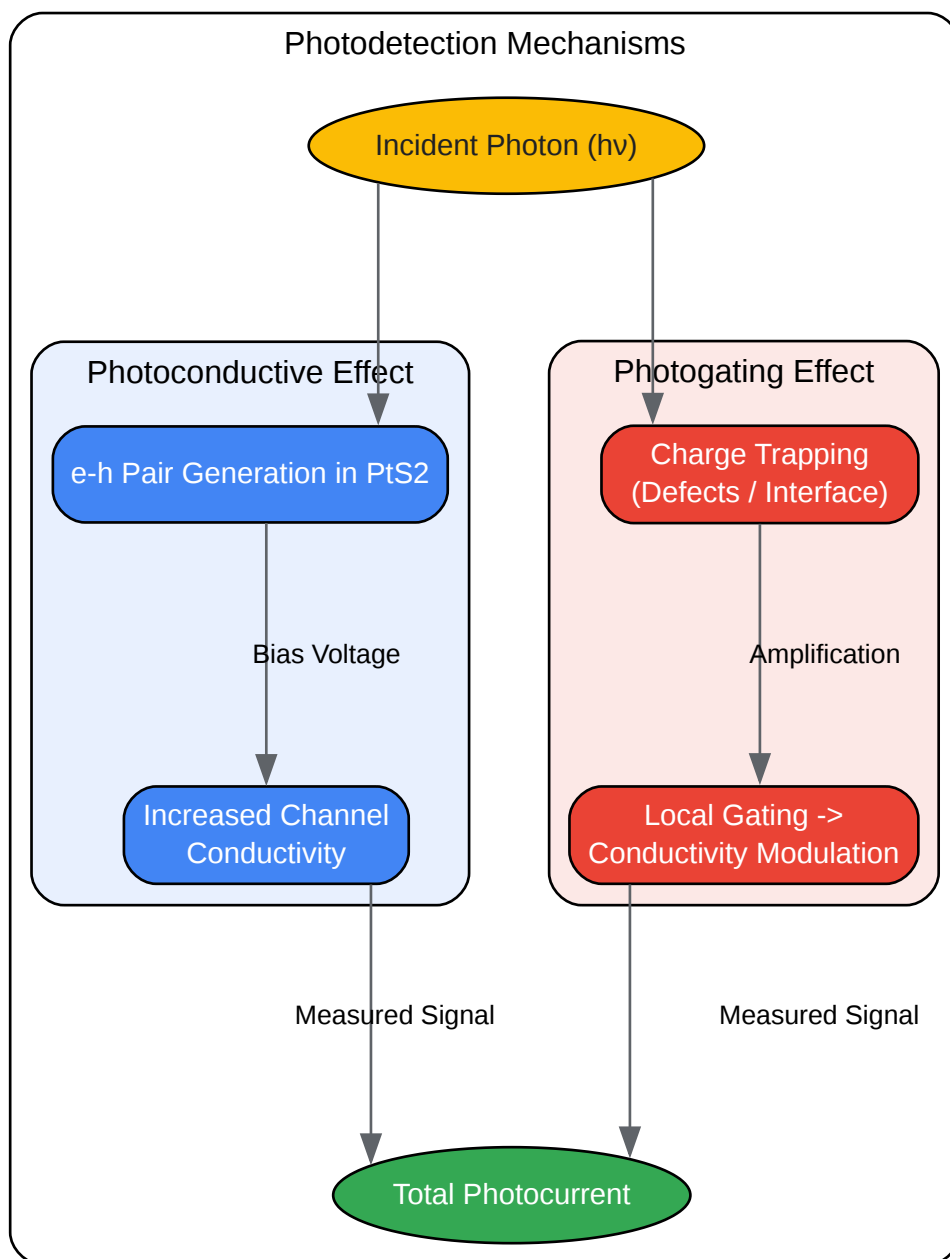 Photodetection Mechanisms
Incident Photon (hν)
Photoconductive Effect
e-h Pair Generation in PtS2
Bias Voltage
Increased Channel
Conductivity
Photogating Effect
Charge Trapping
(Defects / Interface)
Amplification
Local Gating ->
Conductivity Modulation
Measured Signal
Measured Signal
Total Photocurrent